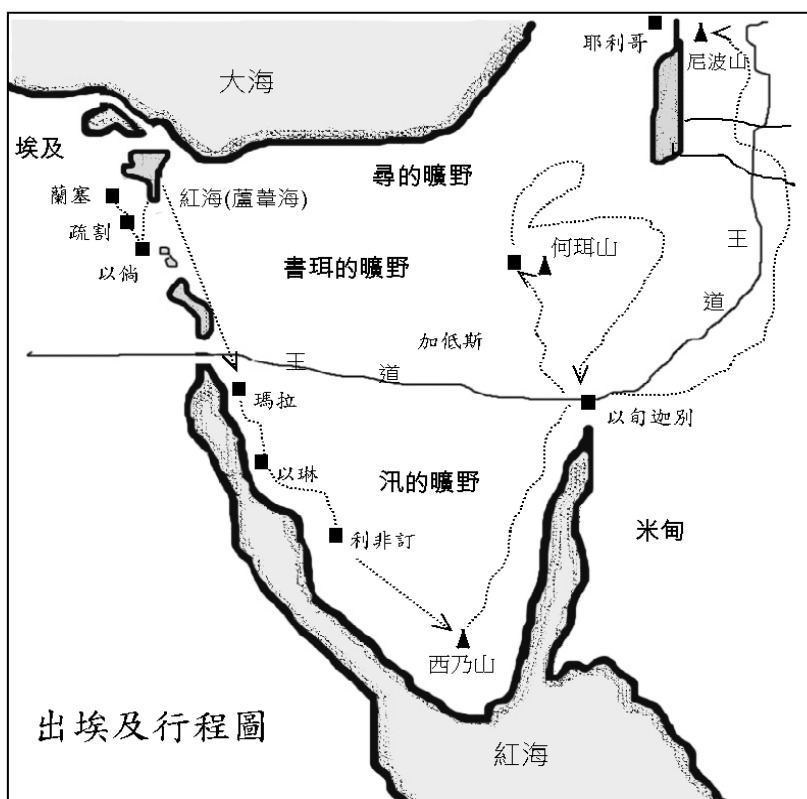 大海
耶利哥
尼波山
埃及
尋的曠野
蘭塞
紅海(蘆葦海)
疏割
以倘
書珥的曠野
何珥山
王
道
加低斯
王
道
瑪拉
以旬迦別
以琳
汛的曠野
利非訂
米甸
西乃山
出埃及行程圖
紅海